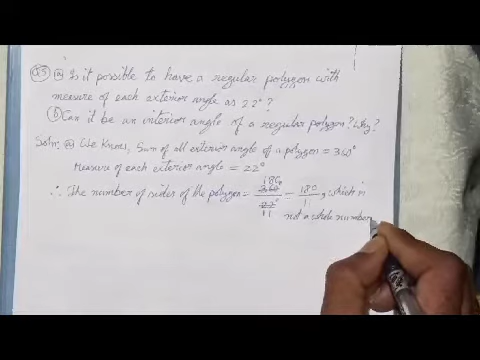 Q5 (a) Is it possible to have a regular polygon with
measure of each exterior angle as 22°?
(b) Can it be an interior angle of a regular polygon? Why?
Soln. (a) We know, Sum of all exterior angle of a polygon = 360°
Measure of each exterior angle = 22°
∴ The number of sides of the polygon = 360°/22° = 180/11, which is
180
11
not a whole number